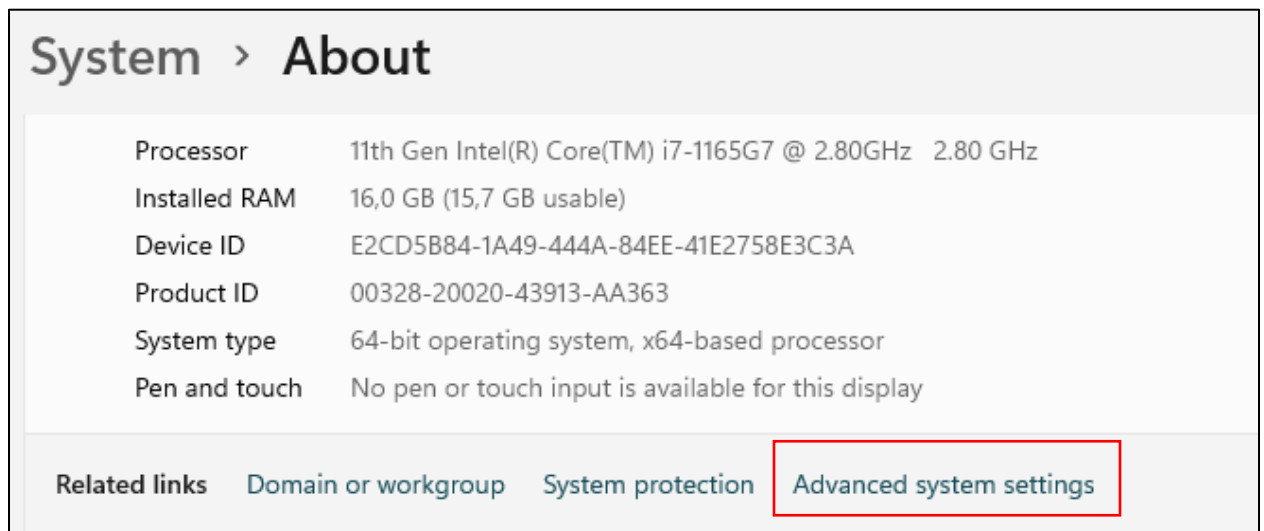 System > About
Processor 11th Gen Intel(R) Core(TM) i7-1165G7 @ 2.80GHz 2.80 GHz
Installed RAM 16,0 GB (15,7 GB usable)
Device ID E2CD5B84-1A49-444A-84EE-41E2758E3C3A
Product ID 00328-20020-43913-AA363
System type 64-bit operating system, x64-based processor
Pen and touch No pen or touch input is available for this display
Related links Domain or workgroup System protection Advanced system settings